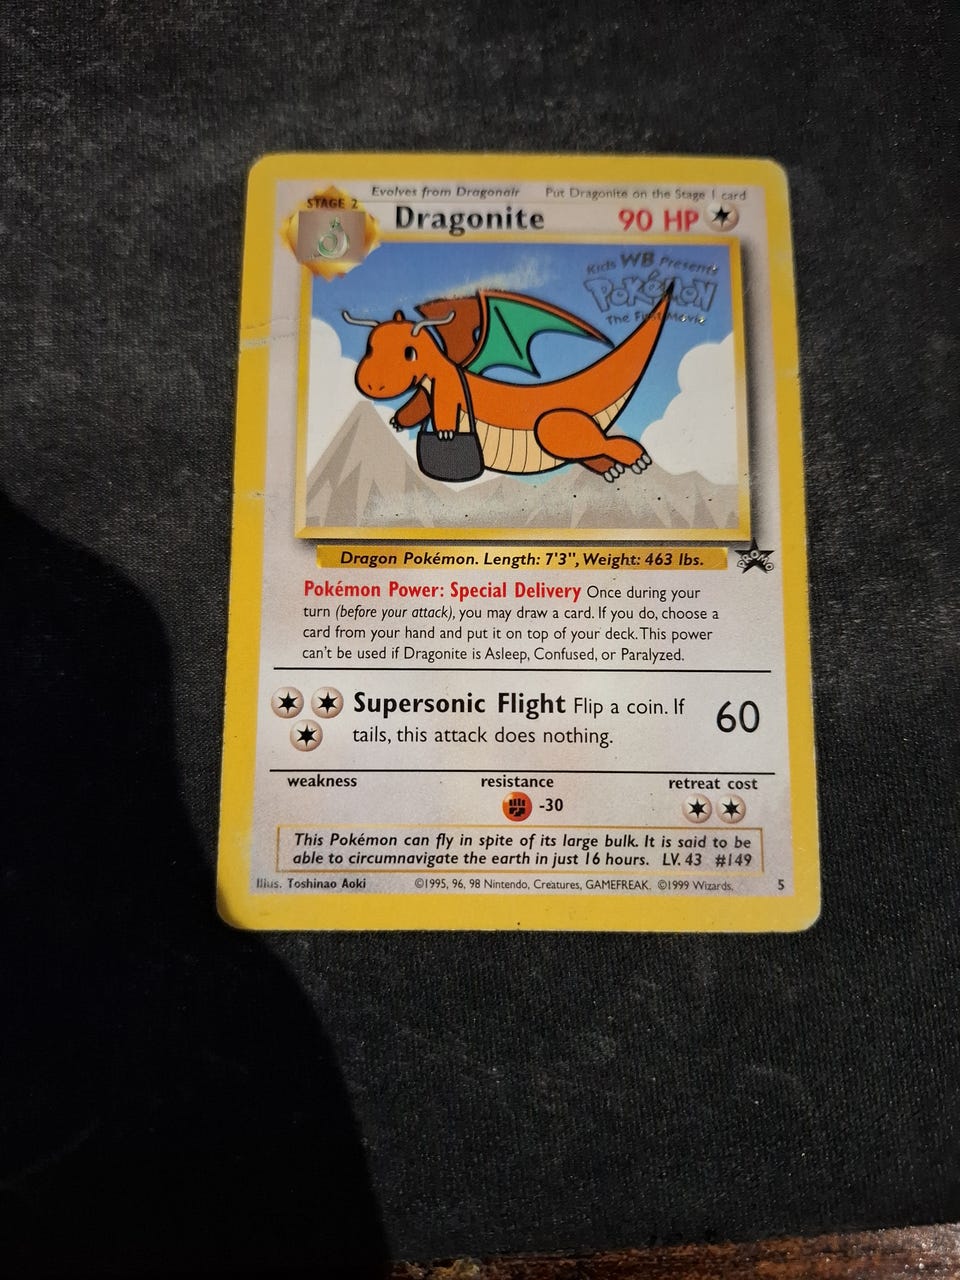 Evolves from Dragonair Put Dragonite on the Stage 1 card
STAGE 2
Dragonite 90 HP
Kids WB Presents
POKéMON
The First Movie
Dragon Pokémon. Length: 7'3", Weight: 463 lbs.
PROMO
Pokémon Power: Special Delivery Once during your
turn (before your attack), you may draw a card. If you do, choose a
card from your hand and put it on top of your deck. This power
can't be used if Dragonite is Asleep, Confused, or Paralyzed.
Supersonic Flight Flip a coin. If
tails, this attack does nothing.
60
weakness resistance retreat cost
-30
This Pokémon can fly in spite of its large bulk. It is said to be
able to circumnavigate the earth in just 16 hours. LV. 43 #149
Illus. Toshinao Aoki ©1995, 96, 98 Nintendo, Creatures, GAMEFREAK. ©1999 Wizards. 5